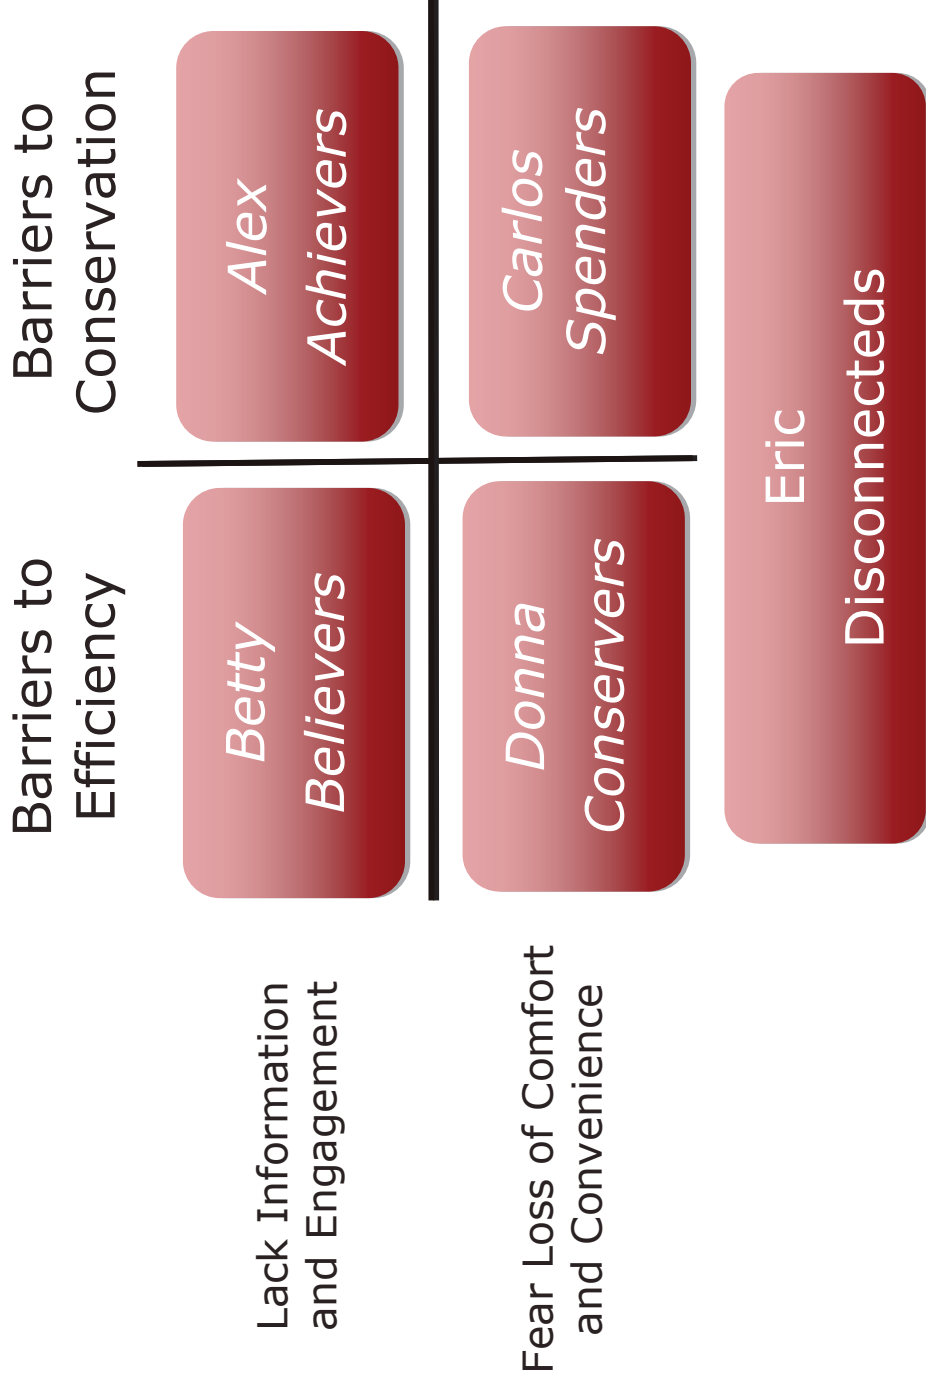 Barriers to
Efficiency
Barriers to
Conservation
Lack Information
and Engagement
Betty
Believers
Alex
Achievers
Fear Loss of Comfort
and Convenience
Donna
Conservers
Carlos
Spenders
Eric
Disconnecteds